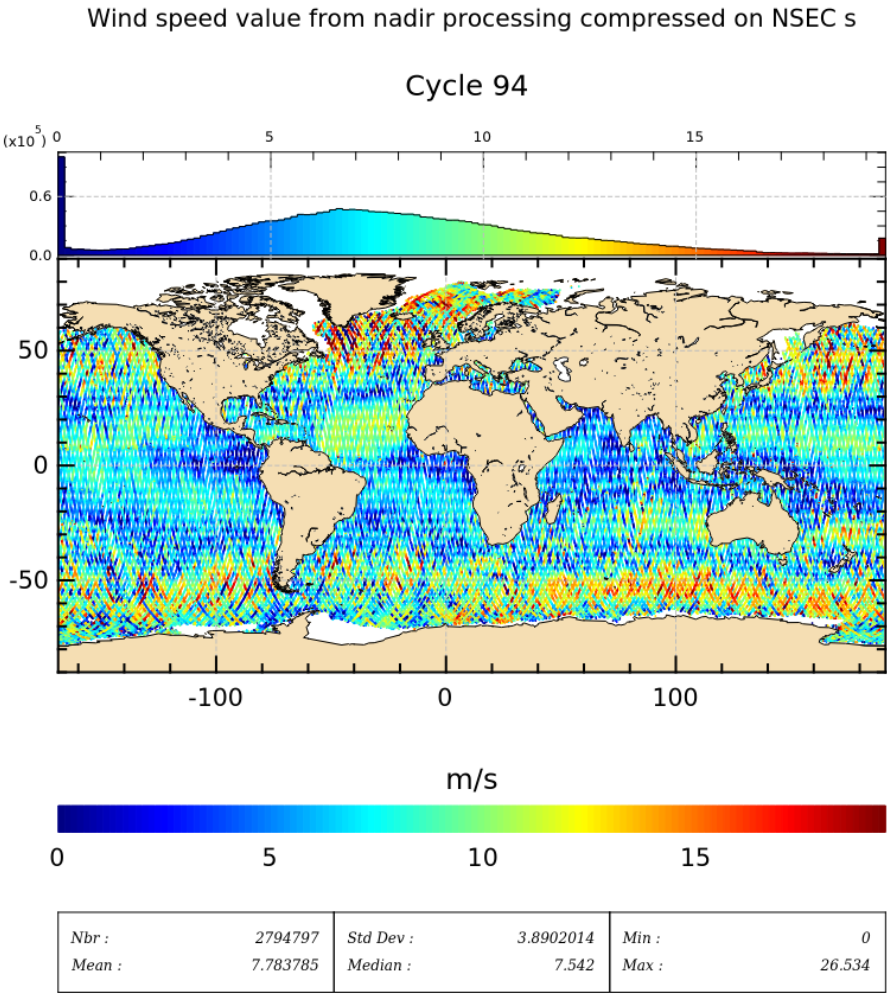 Wind speed value from nadir processing compressed on NSEC s
Cycle 94
(x10^5) 0 5 10 15
0.6
0.0
50
0
-50
-100 0 100
m/s
0 5 10 15
Nbr : 2794797 Std Dev : 3.8902014 Min : 0
Mean : 7.783785 Median : 7.542 Max : 26.534